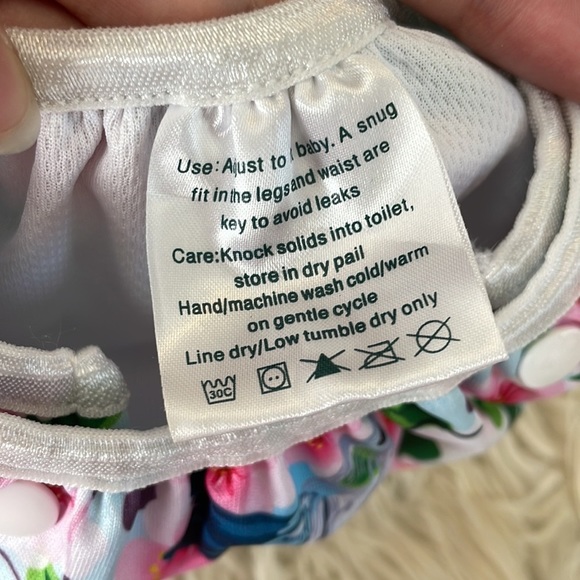 Use: Adjust to baby. A snug
fit in the legs and waist are
key to avoid leaks
Care:Knock solids into toilet,
store in dry pail
Hand/machine wash cold/warm
on gentle cycle
Line dry/Low tumble dry only
30C